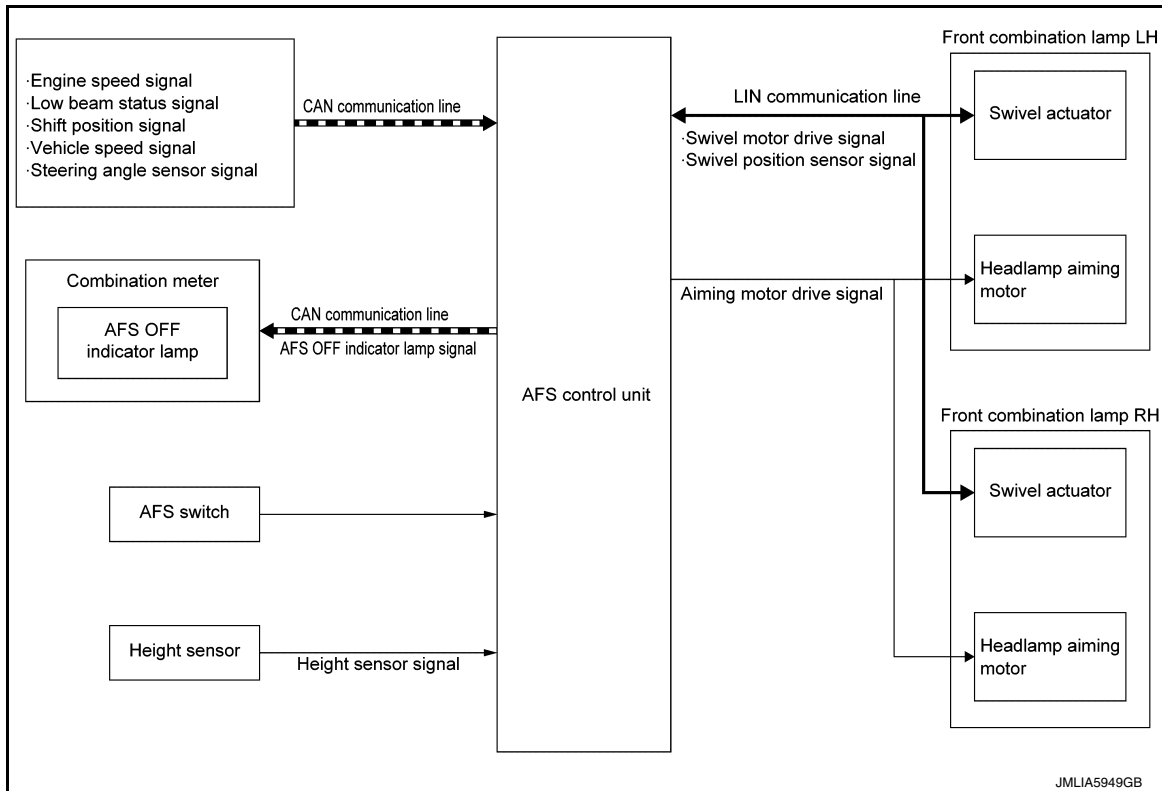 ·Engine speed signal
·Low beam status signal
·Shift position signal
·Vehicle speed signal
·Steering angle sensor signal
CAN communication line
Combination meter
AFS OFF
indicator lamp
CAN communication line
AFS OFF indicator lamp signal
AFS switch
Height sensor
Height sensor signal
AFS control unit
LIN communication line
·Swivel motor drive signal
·Swivel position sensor signal
Aiming motor drive signal
Front combination lamp LH
Swivel actuator
Headlamp aiming
motor
Front combination lamp RH
Swivel actuator
Headlamp aiming
motor
JMLIA5949GB